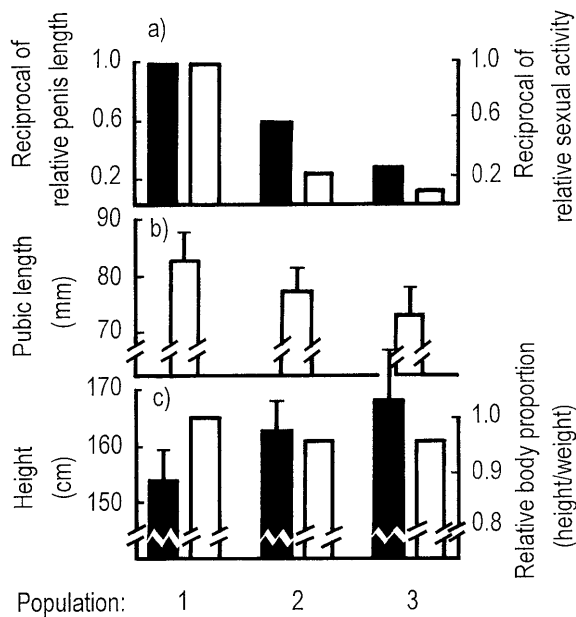 a)
Reciprocal of
relative penis length
1.0
0.6
0.2
1.0
0.6
0.2
Reciprocal of
relative sexual activity
b)
Pubic length
(mm)
90
80
70
c)
Height
(cm)
170
160
150
1.0
0.9
0.8
Relative body proportion
(height/weight)
Population: 1 2 3